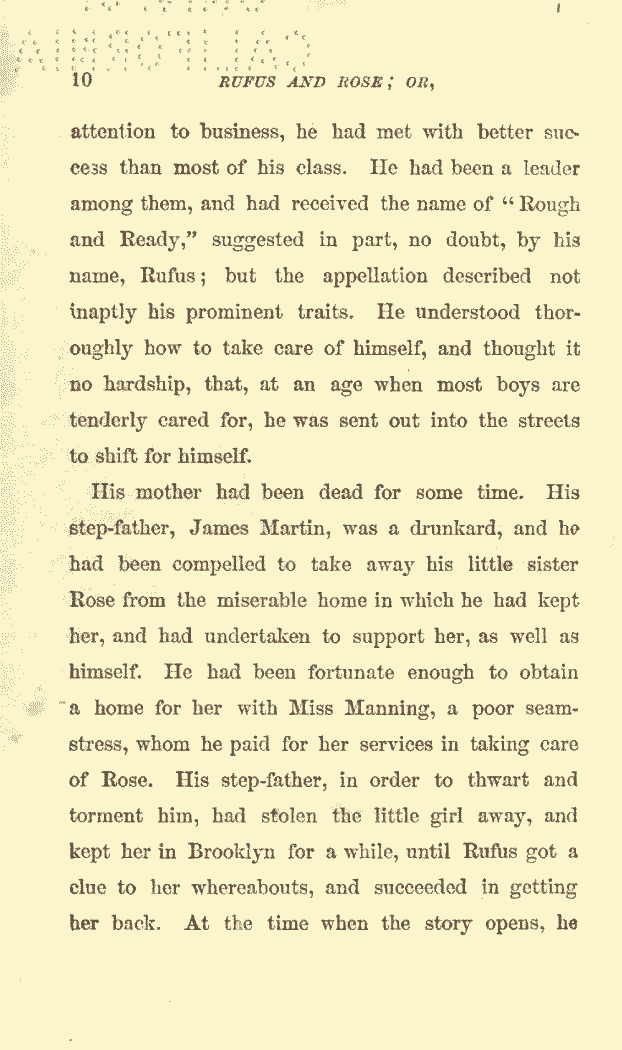 10 RUFUS AND ROSE; OR,
attention to business, he had met with better suc-
cess than most of his class. He had been a leader
among them, and had received the name of “Rough
and Ready,” suggested in part, no doubt, by his
name, Rufus; but the appellation described not
inaptly his prominent traits. He understood thor-
oughly how to take care of himself, and thought it
no hardship, that, at an age when most boys are
tenderly cared for, he was sent out into the streets
to shift for himself.
His mother had been dead for some time. His
step-father, James Martin, was a drunkard, and he
had been compelled to take away his little sister
Rose from the miserable home in which he had kept
her, and had undertaken to support her, as well as
himself. He had been fortunate enough to obtain
a home for her with Miss Manning, a poor seam-
stress, whom he paid for her services in taking care
of Rose. His step-father, in order to thwart and
torment him, had stolen the little girl away, and
kept her in Brooklyn for a while, until Rufus got a
clue to her whereabouts, and succeeded in getting
her back. At the time when the story opens, he